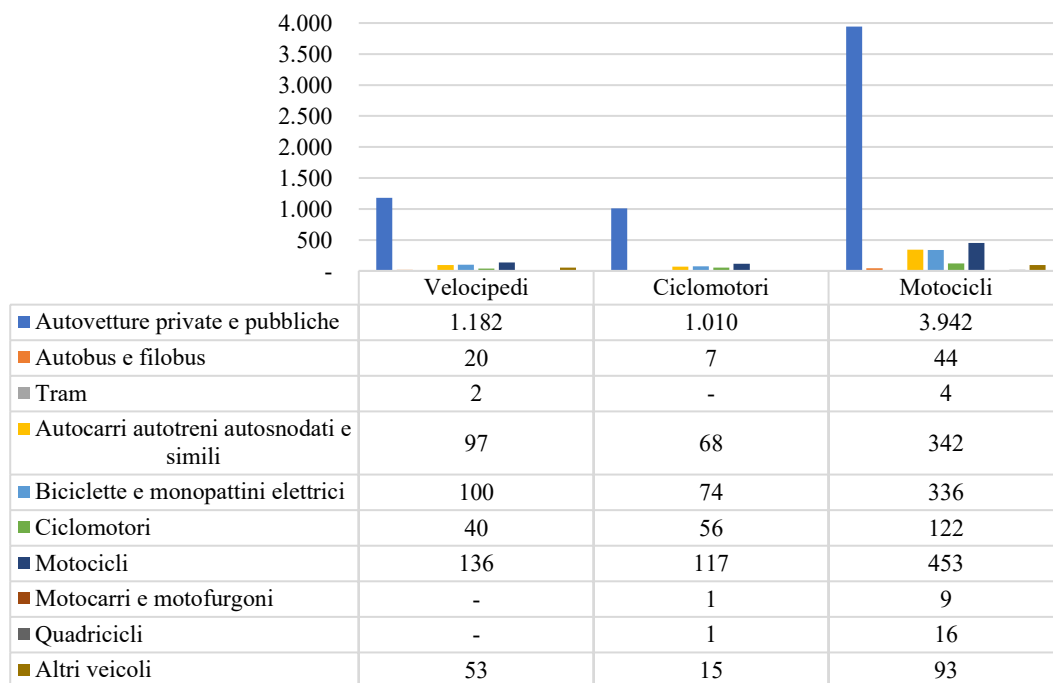 4.000
3.500
3.000
2.500
2.000
1.500
1.000
500
-
Velocipedi Ciclomotori Motocicli
Autovetture private e pubbliche 1.182 1.010 3.942
Autobus e filobus 20 7 44
Tram 2 - 4
Autocarri autotreni autosnodati e
simili 97 68 342
Biciclette e monopattini elettrici 100 74 336
Ciclomotori 40 56 122
Motocicli 136 117 453
Motocarri e motofurgoni - 1 9
Quadricicli - 1 16
Altri veicoli 53 15 93